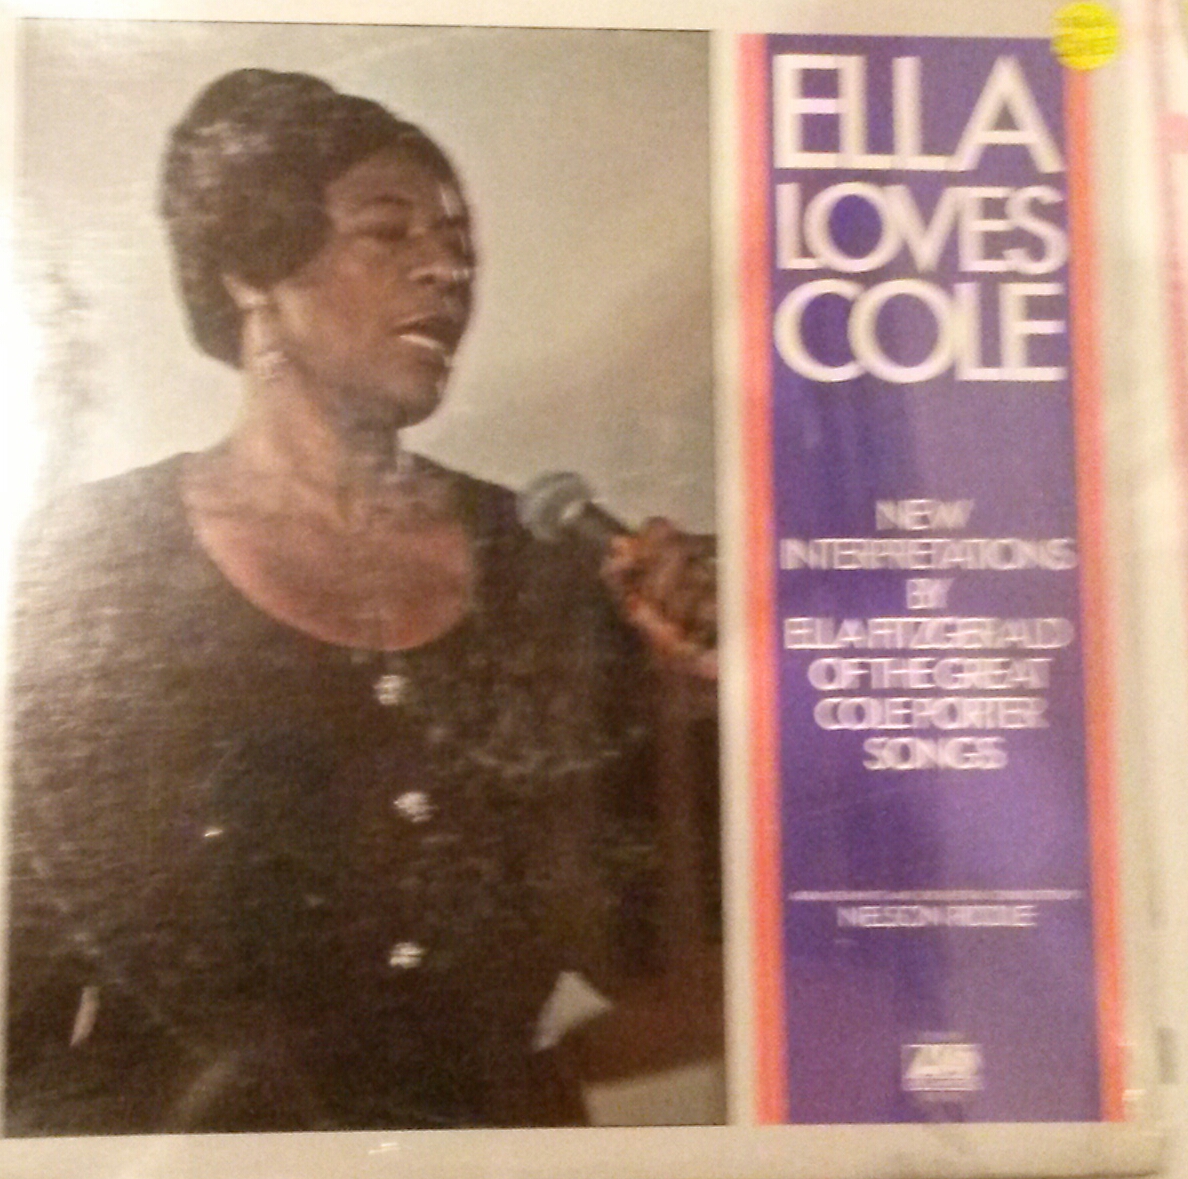 ELLA
LOVES
COLE
NEW
INTERPRETATIONS
BY
ELLA FITZGERALD
OF THE GREAT
COLE PORTER
SONGS
NELSON RIDDLE